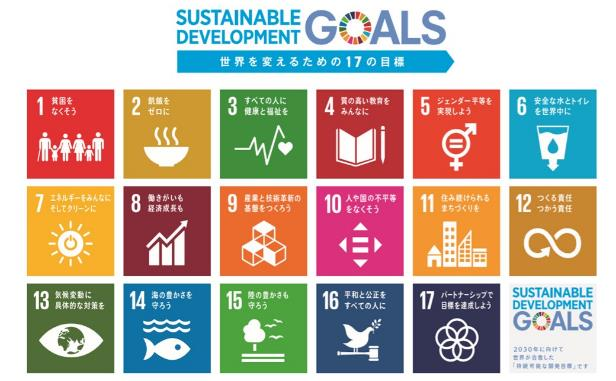 SUSTAINABLE
DEVELOPMENT
GOALS
世界を変えるための17の目標
1 貧困を
なくそう
2 飢餓を
ゼロに
3 すべての人に
健康と福祉を
4 質の高い教育を
みんなに
5 ジェンダー平等を
実現しよう
6 安全な水とトイレ
を世界中に
7 エネルギーをみんなに
そしてクリーンに
8 働きがいも
経済成長も
9 産業と技術革新の
基盤をつくろう
10 人や国の不平等
をなくそう
11 住み続けられる
まちづくりを
12 つくる責任
つかう責任
13 気候変動に
具体的な対策を
14 海の豊かさを
守ろう
15 陸の豊かさも
守ろう
16 平和と公正を
すべての人に
17 パートナーシップで
目標を達成しよう
SUSTAINABLE
DEVELOPMENT
GOALS
2030年に向けて
世界が合意した
「持続可能な開発目標」です